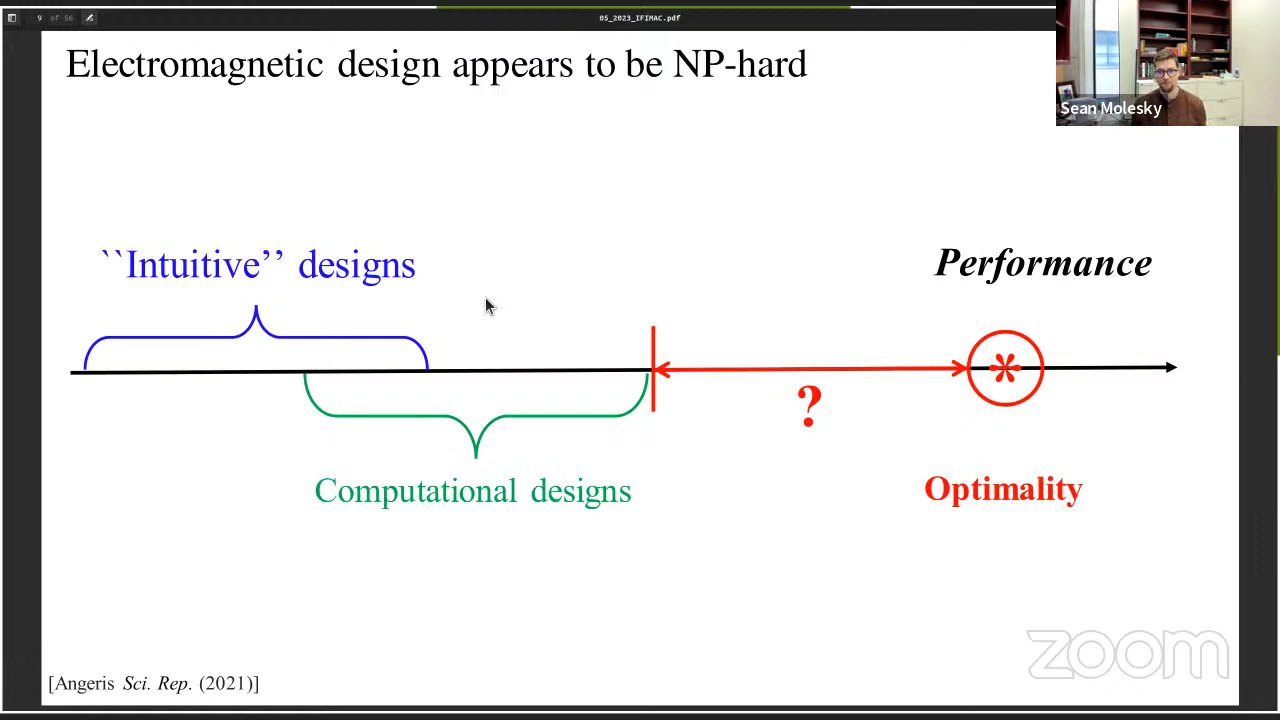 9 of 56
05_2023_IFIMAC.pdf
Electromagnetic design appears to be NP-hard
Sean Molesky
``Intuitive’’ designs
Performance
*
?
Computational designs
Optimality
zoom
[Angeris Sci. Rep. (2021)]